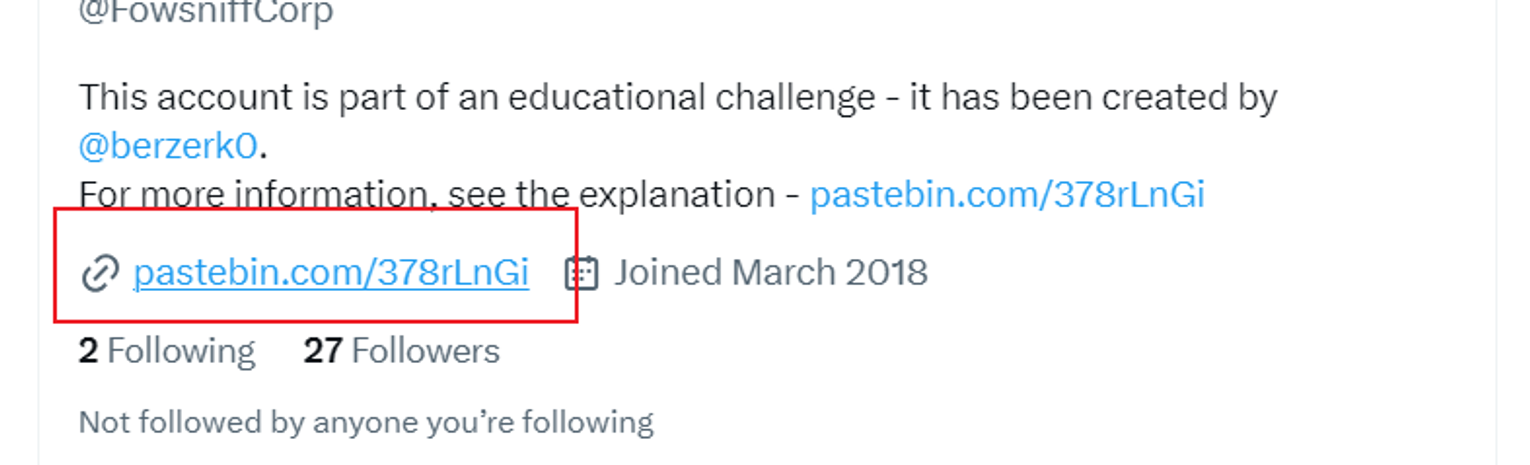 @FowsniffCorp
This account is part of an educational challenge - it has been created by
@berzerk0.
For more information, see the explanation - pastebin.com/378rLnGi
pastebin.com/378rLnGi Joined March 2018
2 Following 27 Followers
Not followed by anyone you’re following